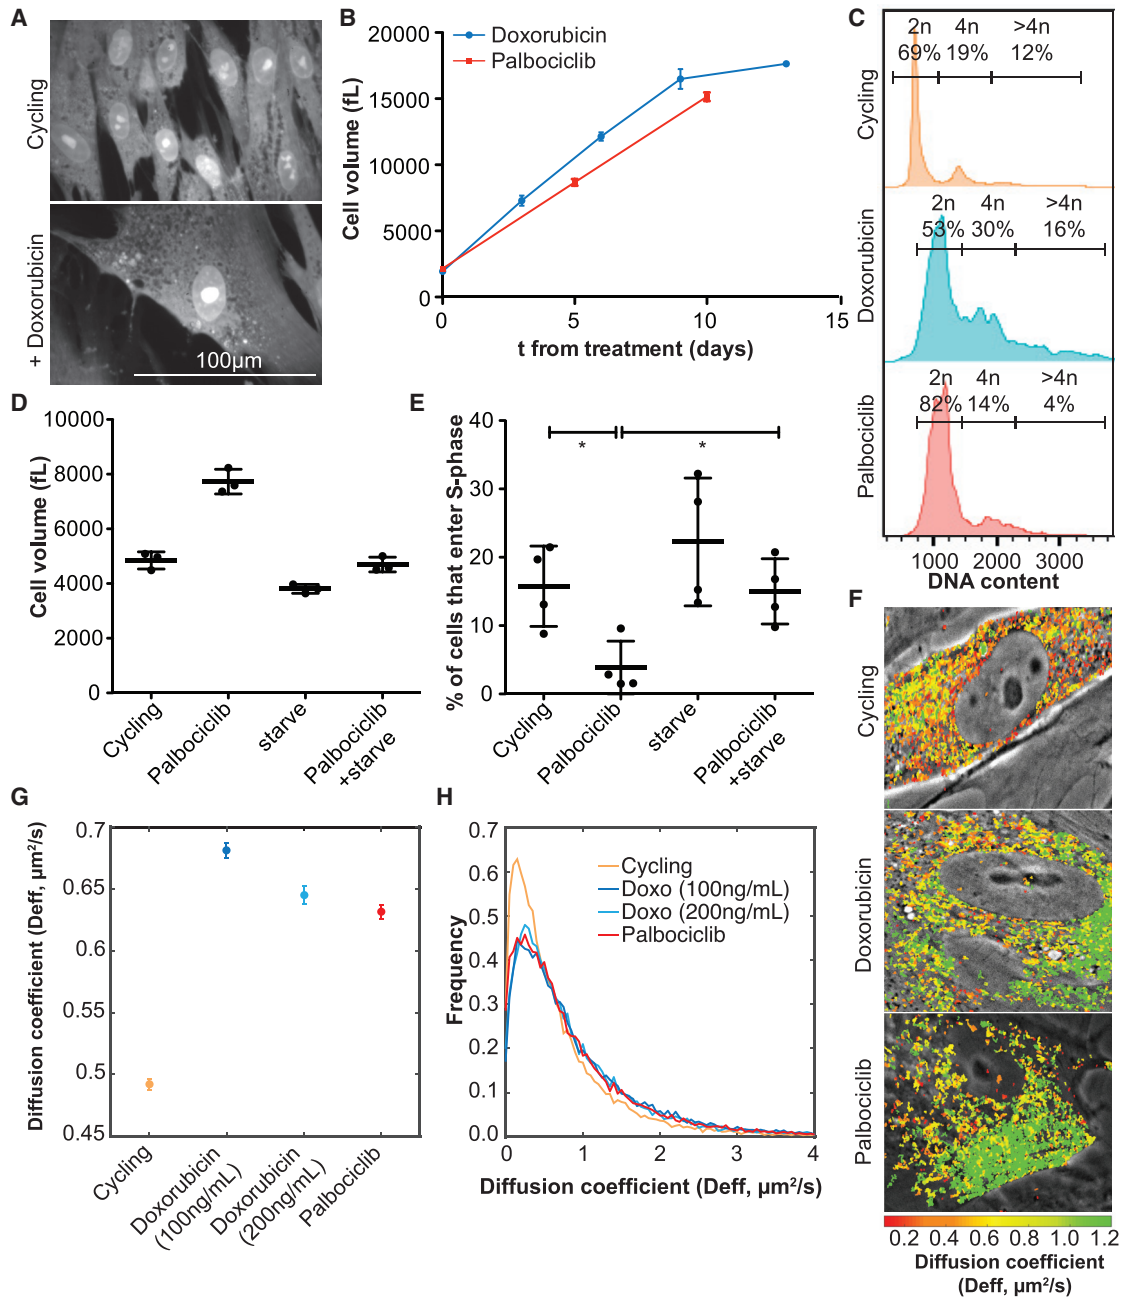 A
Cycling
+ Doxorubicin
100µm
B
Cell volume (fL)
20000
15000
10000
5000
0
Doxorubicin
Palbociclib
0 5 10 15
t from treatment (days)
C
Cycling
2n 4n >4n
69% 19% 12%
Doxorubicin
2n 4n >4n
53% 30% 16%
Palbociclib
2n 4n >4n
82% 14% 4%
1000 2000 3000
DNA content
D
Cell volume (fL)
10000
8000
6000
4000
2000
0
Cycling
Palbociclib
starve
Palbociclib
+starve
E
% of cells that enter S-phase
40
30
20
10
0
* *
Cycling
Palbociclib
starve
Palbociclib
+starve
F
Cycling
Doxorubicin
Palbociclib
0.2 0.4 0.6 0.8 1.0 1.2
Diffusion coefficient
(Deff, µm²/s)
G
Diffusion coefficient (Deff, µm²/s)
0.7
0.65
0.6
0.55
0.5
0.45
Cycling
Doxorubicin
(100ng/mL)
Doxorubicin
(200ng/mL)
Palbociclib
H
Frequency
0.7
0.6
0.5
0.4
0.3
0.2
0.1
0.0
Cycling
Doxo (100ng/mL)
Doxo (200ng/mL)
Palbociclib
0 1 2 3 4
Diffusion coefficient (Deff, µm²/s)